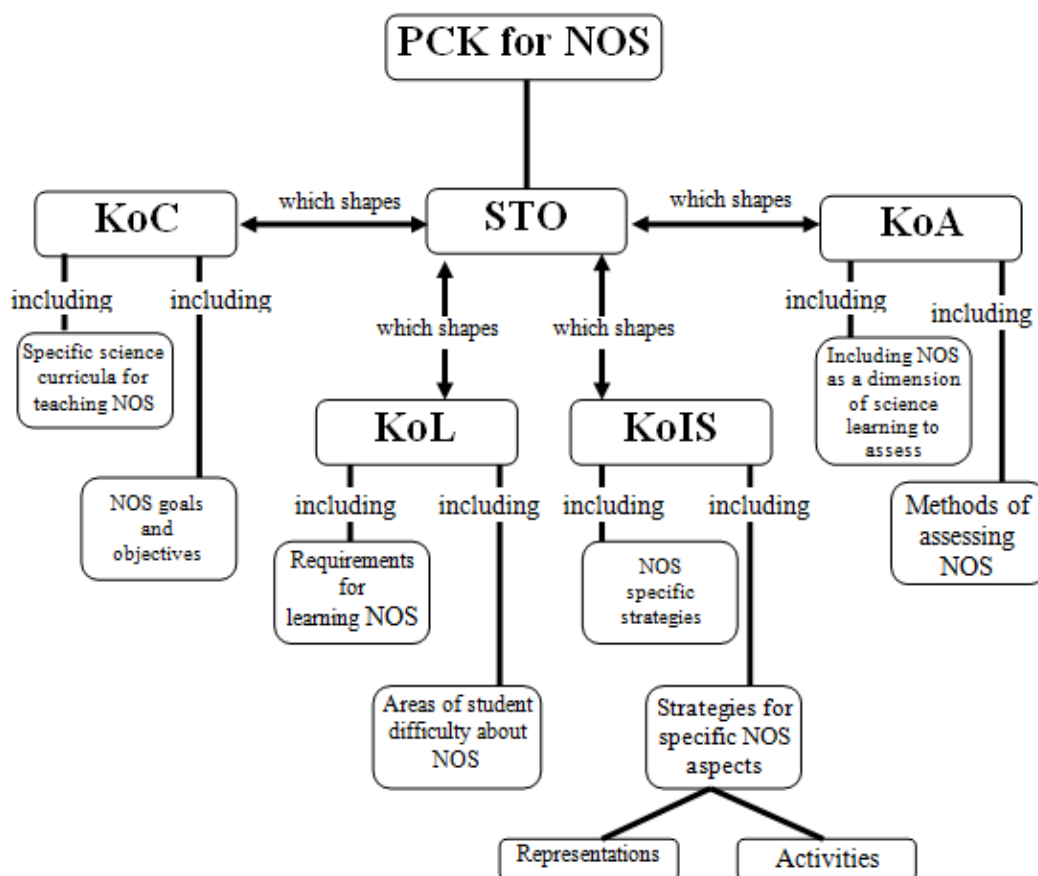 PCK for NOS
which shapes
which shapes
KoC
STO
KoA
including
including
which shapes
which shapes
including
including
Specific science
curricula for
teaching NOS
Including NOS
as a dimension
of science
learning to
assess
KoL
KoIS
NOS goals
and
objectives
including
including
including
including
Methods of
assessing
NOS
Requirements
for
learning NOS
NOS
specific
strategies
Areas of student
difficulty about
NOS
Strategies for
specific NOS
aspects
Representations
Activities